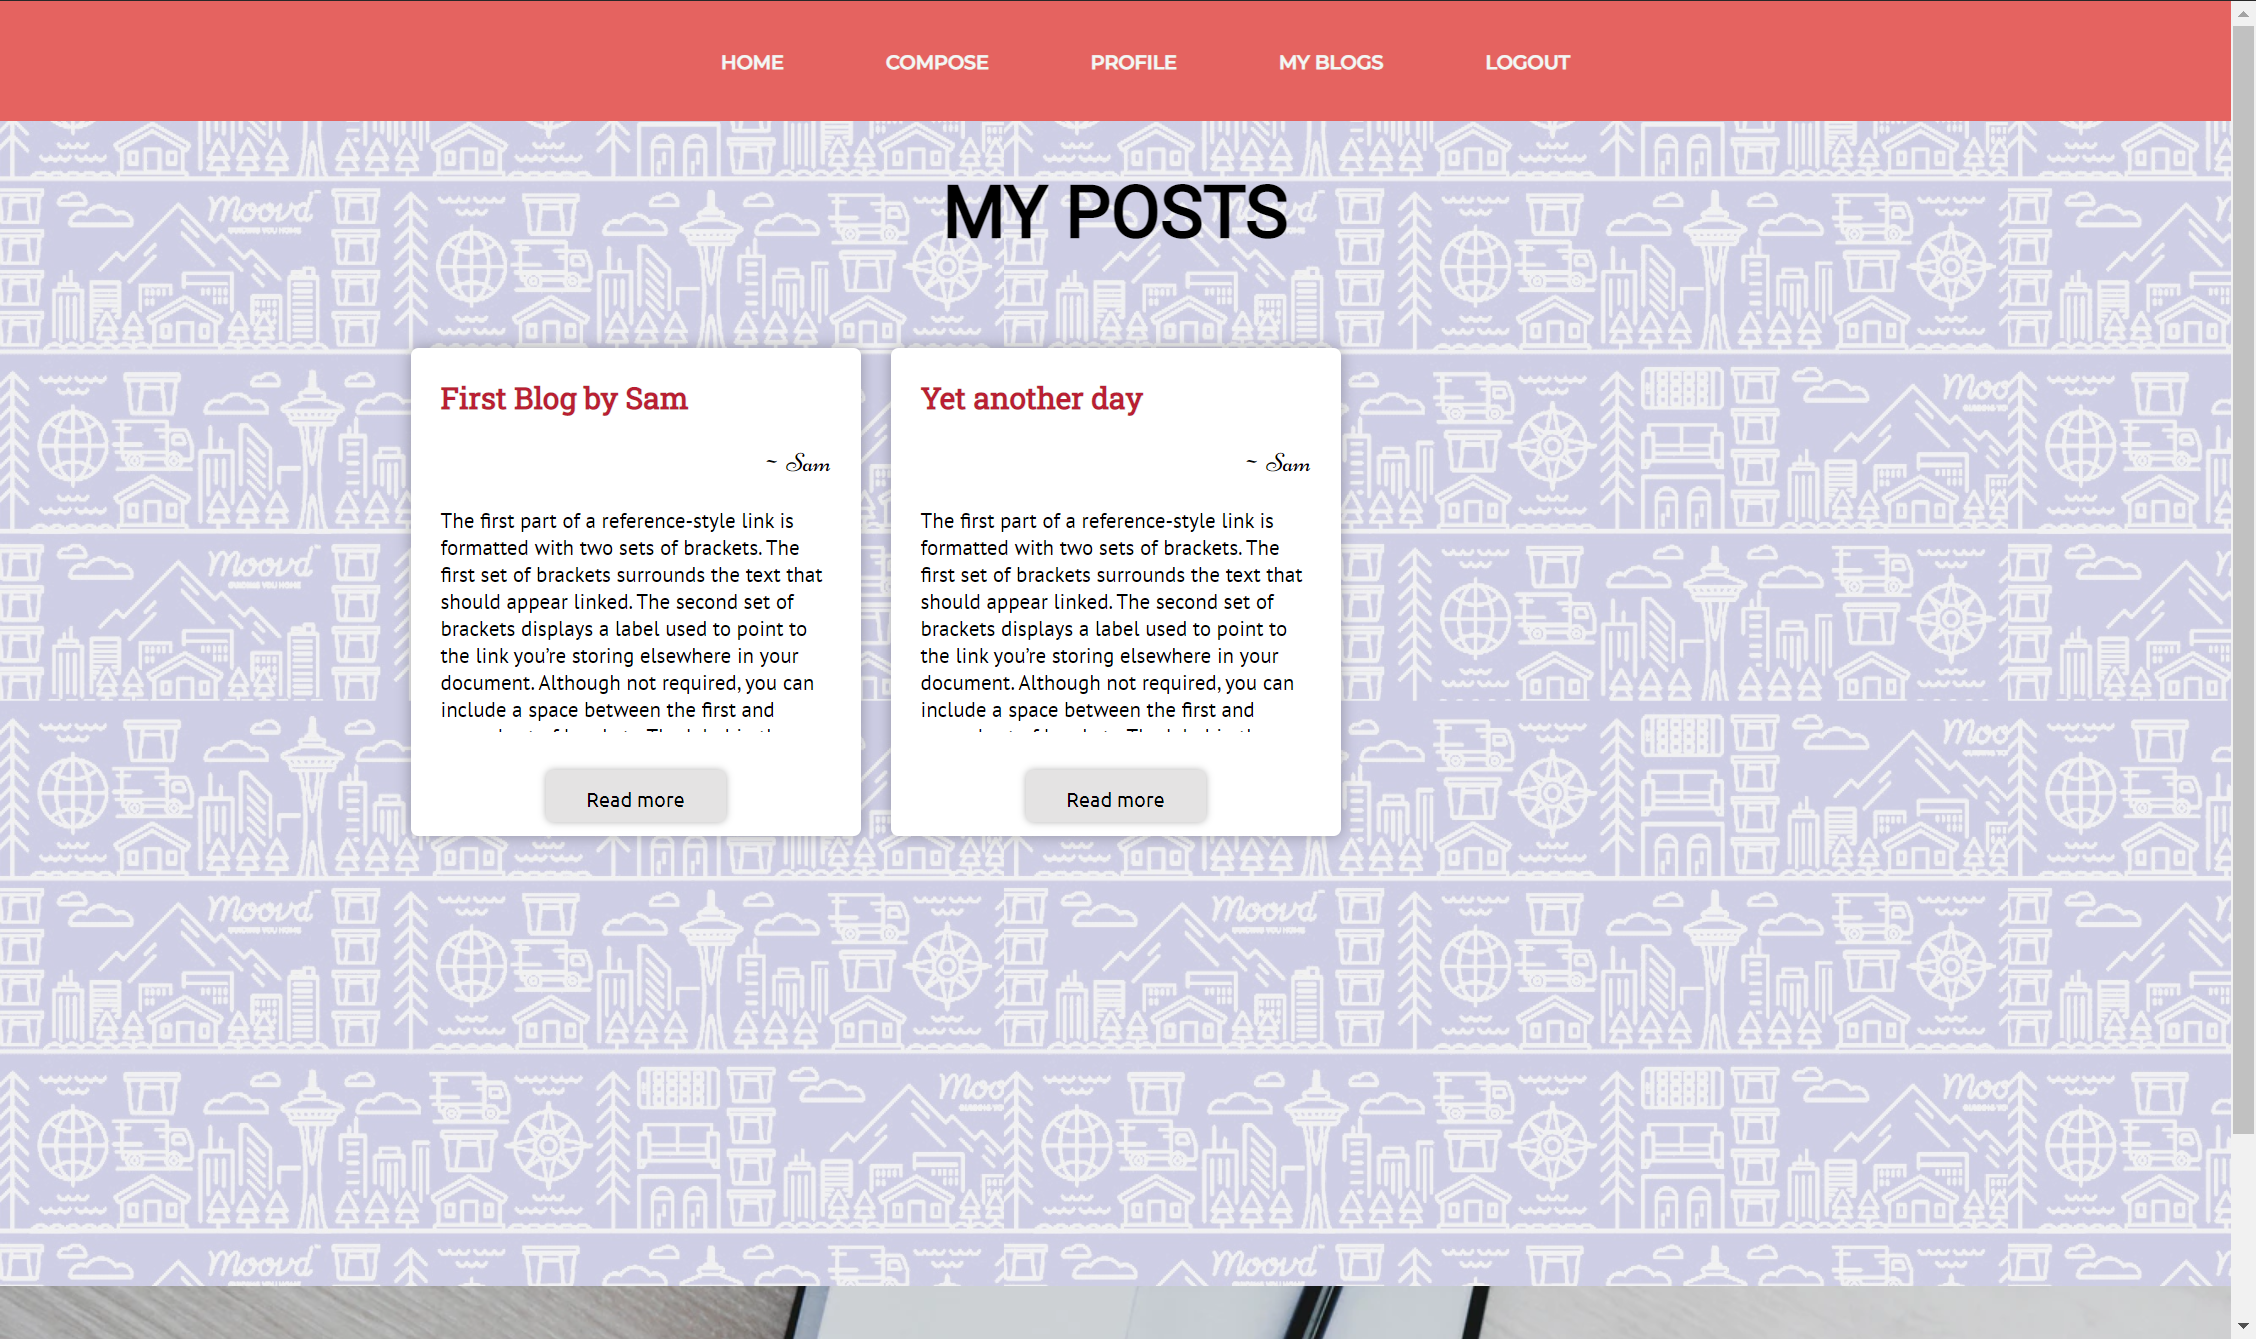 HOME COMPOSE PROFILE MY BLOGS LOGOUT
MY POSTS
First Blog by Sam
~ Sam
The first part of a reference-style link is
formatted with two sets of brackets. The
first set of brackets surrounds the text that
should appear linked. The second set of
brackets displays a label used to point to
the link you’re storing elsewhere in your
document. Although not required, you can
include a space between the first and
Read more
Yet another day
~ Sam
The first part of a reference-style link is
formatted with two sets of brackets. The
first set of brackets surrounds the text that
should appear linked. The second set of
brackets displays a label used to point to
the link you’re storing elsewhere in your
document. Although not required, you can
include a space between the first and
Read more
Moovd
Moovd
Moovd
Moovd
Moovd
Moovd